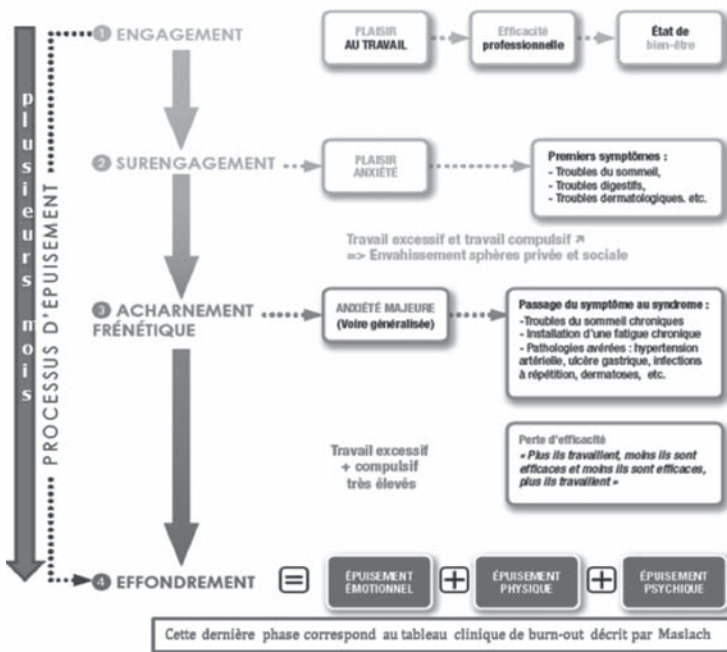 plusieurs mois
PROCESSUS D'ÉPUISEMENT
1 ENGAGEMENT
PLAISIR
AU TRAVAIL
Efficacité
professionnelle
État de
bien-être
2 SURENGAGEMENT
PLAISIR
ANXIÉTÉ
Premiers symptômes :
- Troubles du sommeil,
- Troubles digestifs,
- Troubles dermatologiques. etc.
Travail excessif et travail compulsif ↗
=> Envahissement sphères privée et sociale
3 ACHARNEMENT
FRÉNÉTIQUE
ANXIÉTÉ MAJEURE
(Voire généralisée)
Passage du symptôme au syndrome :
-Troubles du sommeil chroniques
- Installation d'une fatigue chronique
- Pathologies avérées : hypertension
artérielle, ulcère gastrique, infections
à répétition, dermatoses, etc.
Travail excessif
+ compulsif
très élevés
Perte d'efficacité
« Plus ils travaillent, moins ils sont
efficaces et moins ils sont efficaces,
plus ils travaillent »
4 EFFONDREMENT
=
ÉPUISEMENT
ÉMOTIONNEL
+
ÉPUISEMENT
PHYSIQUE
+
ÉPUISEMENT
PSYCHIQUE
Cette dernière phase correspond au tableau clinique de burn-out décrit par Maslach